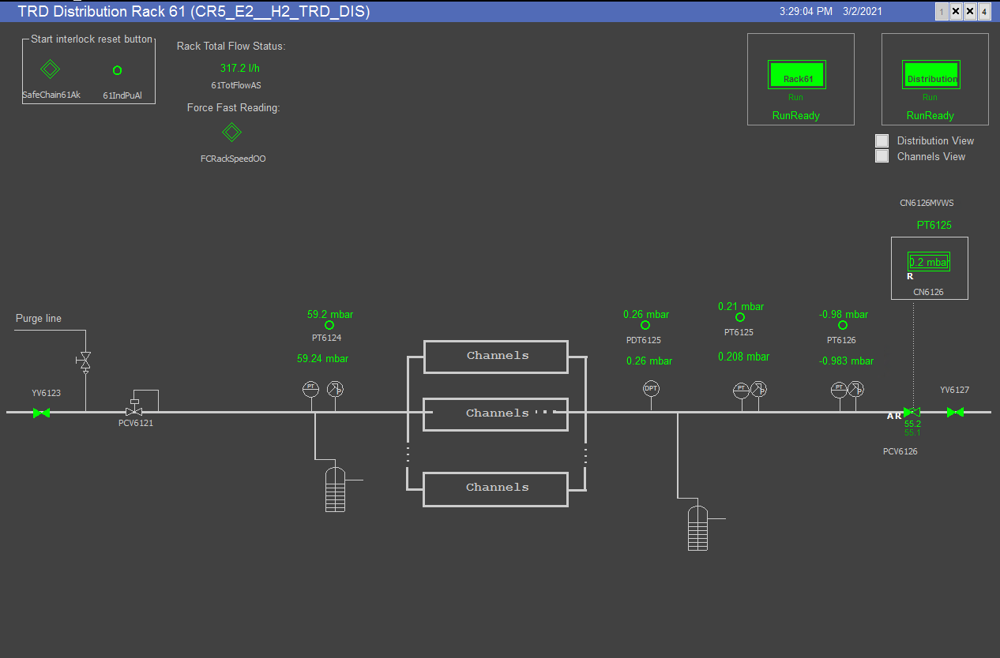 TRD Distribution Rack 61 (CR5_E2__H2_TRD_DIS)
3:29:04 PM 3/2/2021
1
4
Start interlock reset button
SafeChain61Ak
61IndPuAl
Rack Total Flow Status:
317.2 l/h
61TotFlowAS
Force Fast Reading:
FCRackSpeedOO
Rack61
Run
RunReady
Distribution
Run
RunReady
Distribution View
Channels View
CN6126MVWS
PT6125
0.2 mbar
R
CN6126
Purge line
YV6123
PCV6121
59.2 mbar
PT6124
59.24 mbar
PT
P
Channels
Channels
Channels
0.26 mbar
PDT6125
0.26 mbar
DPT
0.21 mbar
PT6125
0.208 mbar
PT
P
-0.98 mbar
PT6126
-0.983 mbar
PT
P
A R
55.2
55.1
PCV6126
YV6127